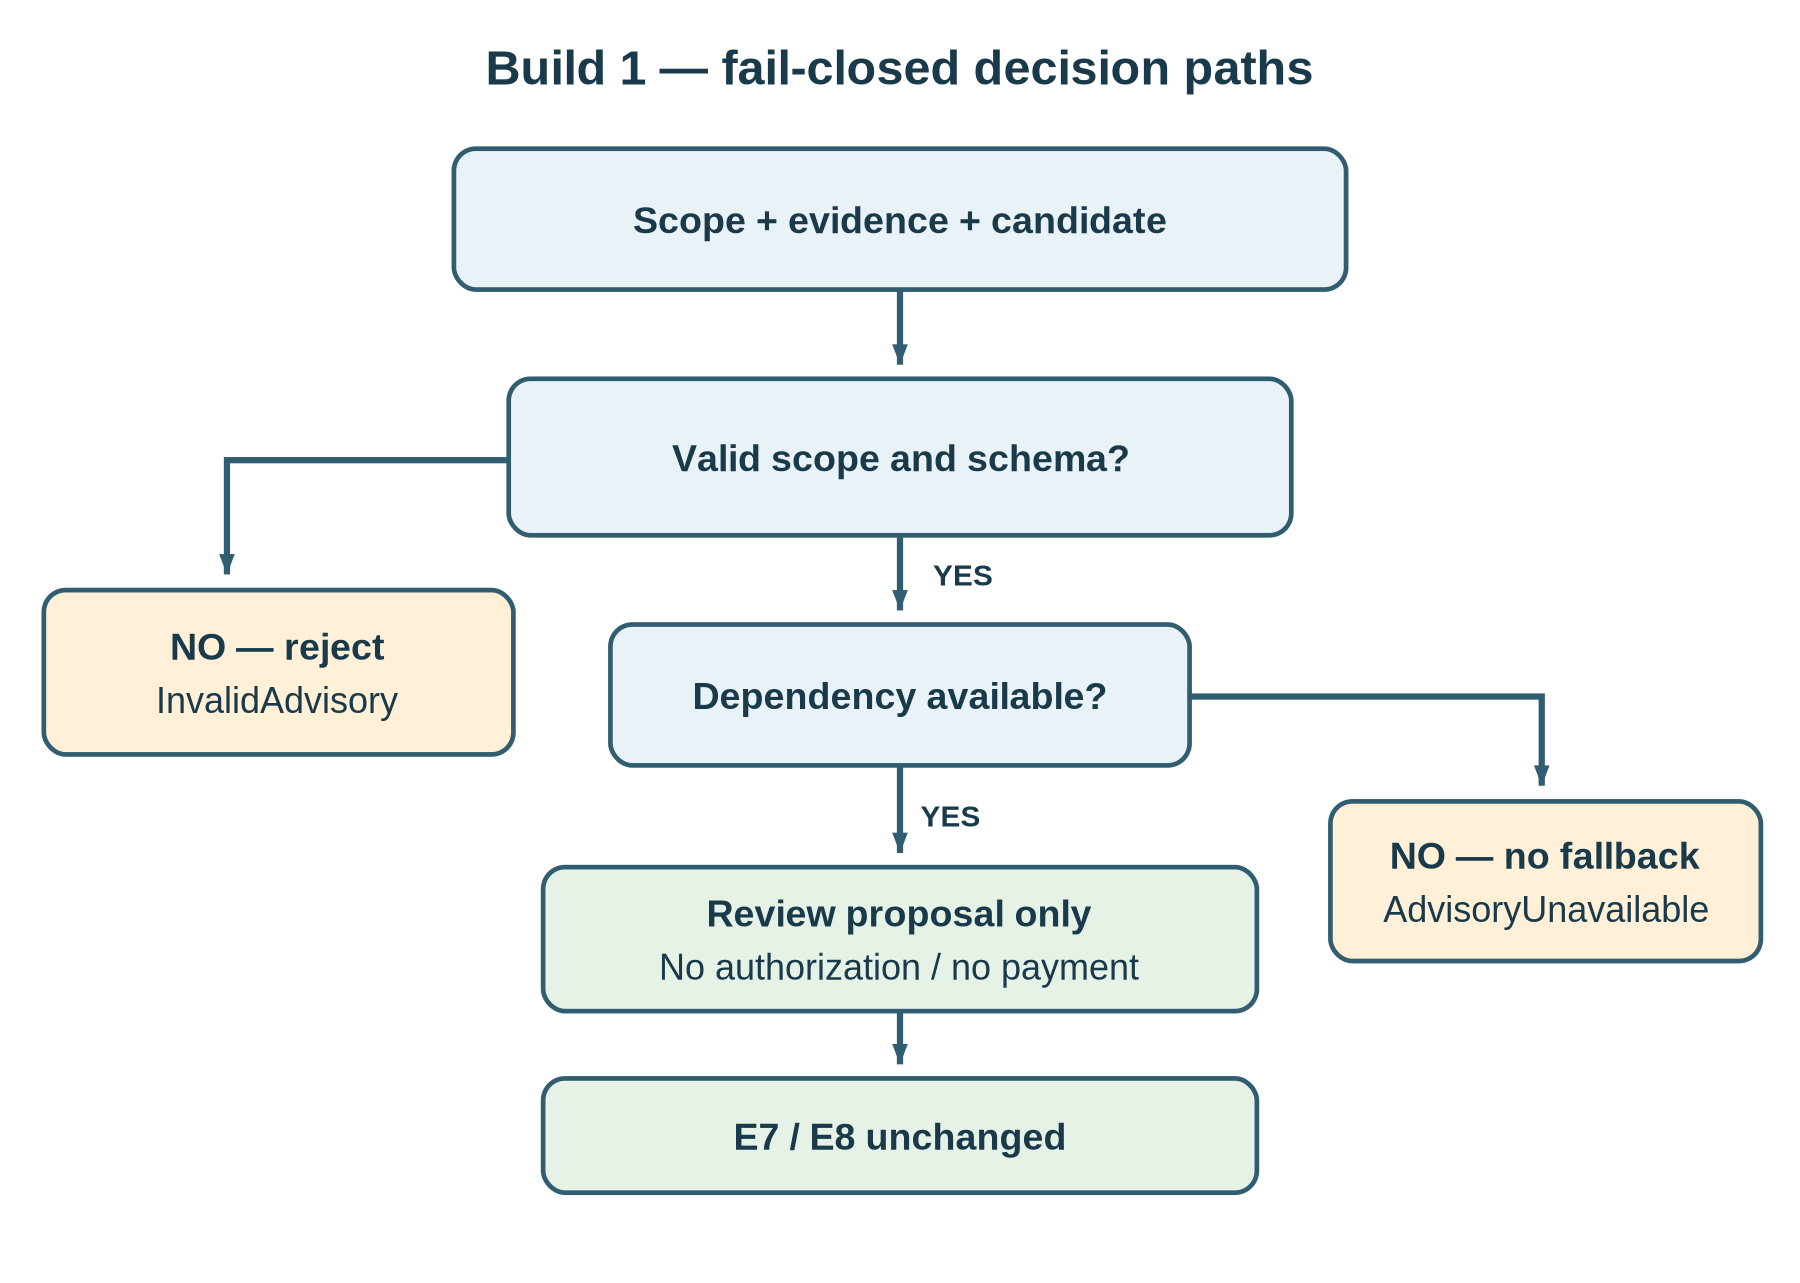 Build 1 — fail-closed decision paths
Scope + evidence + candidate
Valid scope and schema?
YES
NO — reject
InvalidAdvisory
Dependency available?
YES
NO — no fallback
AdvisoryUnavailable
Review proposal only
No authorization / no payment
E7 / E8 unchanged